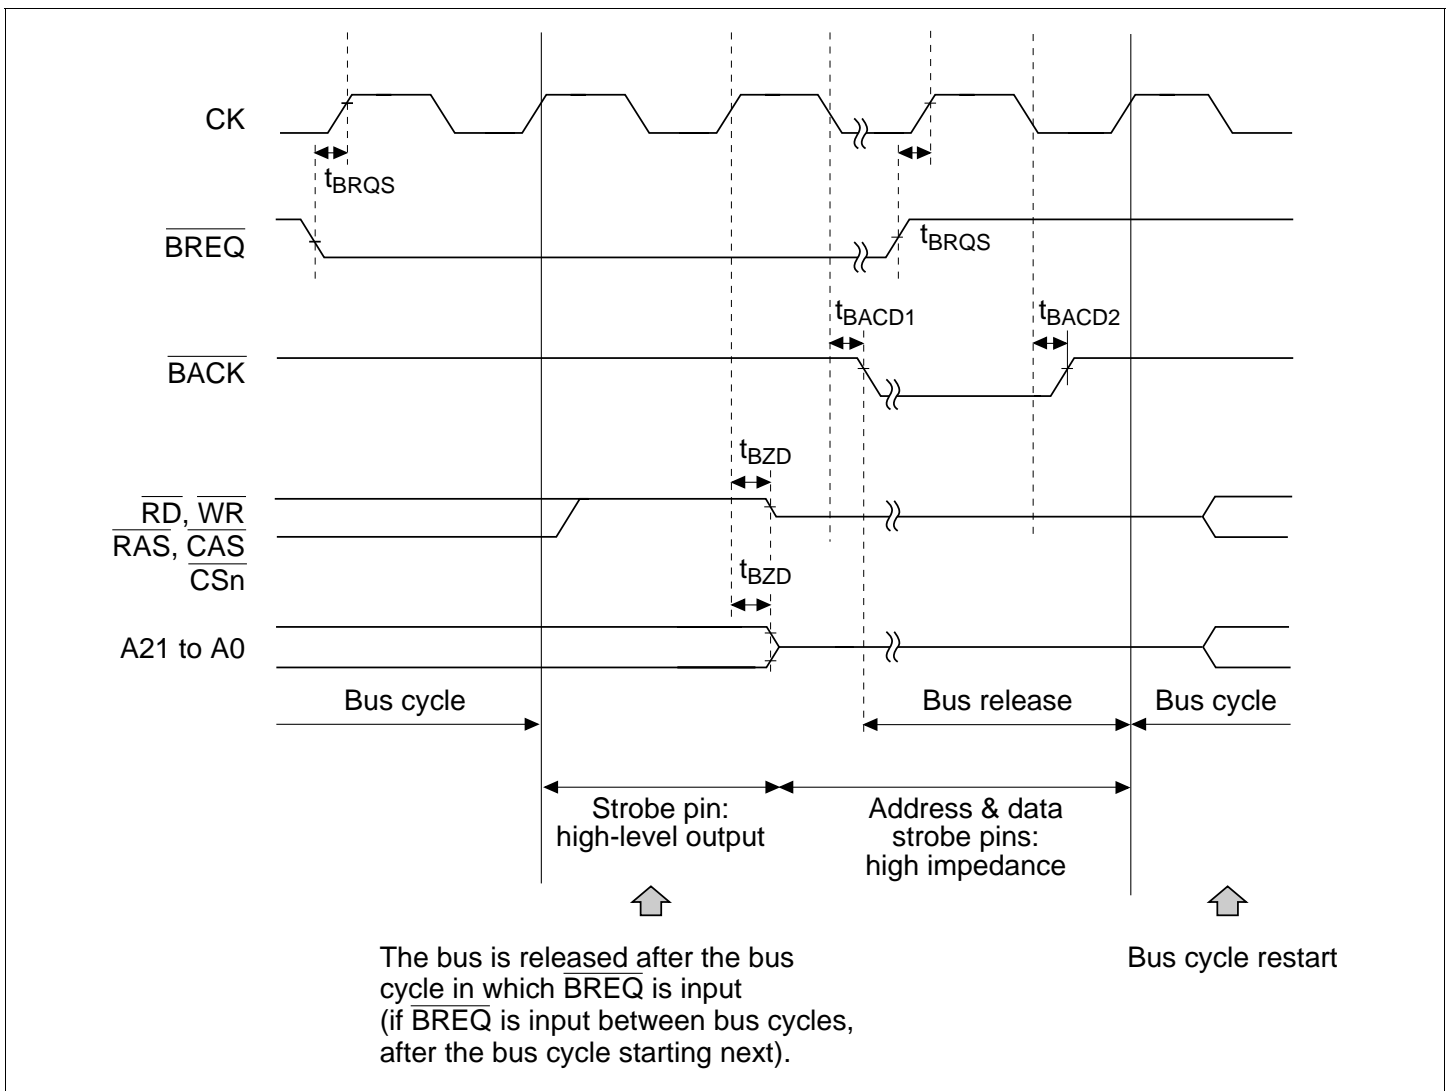 CK
tBRQS
BREQ
tBRQS
tBACD1
tBACD2
BACK
tBZD
RD, WR
RAS, CAS
CSn
tBZD
A21 to A0
Bus cycle
Bus release
Bus cycle
Strobe pin:
high-level output
Address & data
strobe pins:
high impedance
The bus is released after the bus
cycle in which BREQ is input
(if BREQ is input between bus cycles,
after the bus cycle starting next).
Bus cycle restart